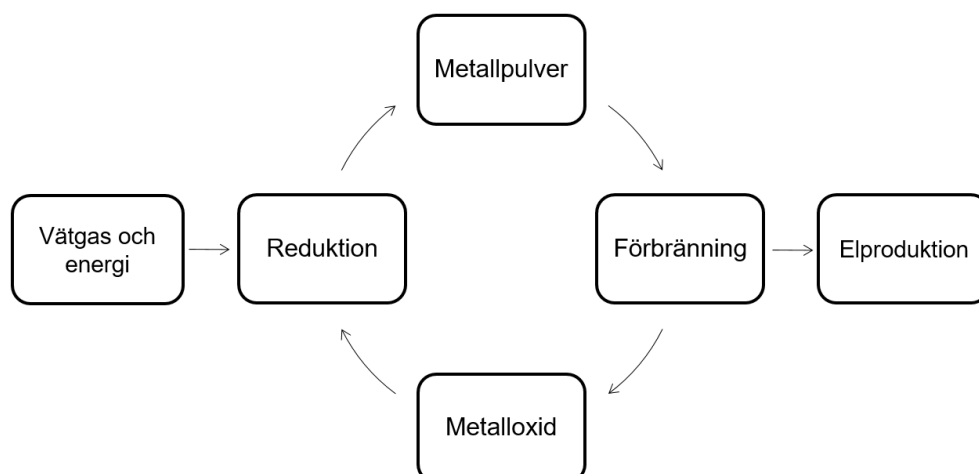 Metallpulver
Vätgas och
energi
Reduktion
Förbränning
Elproduktion
Metalloxid